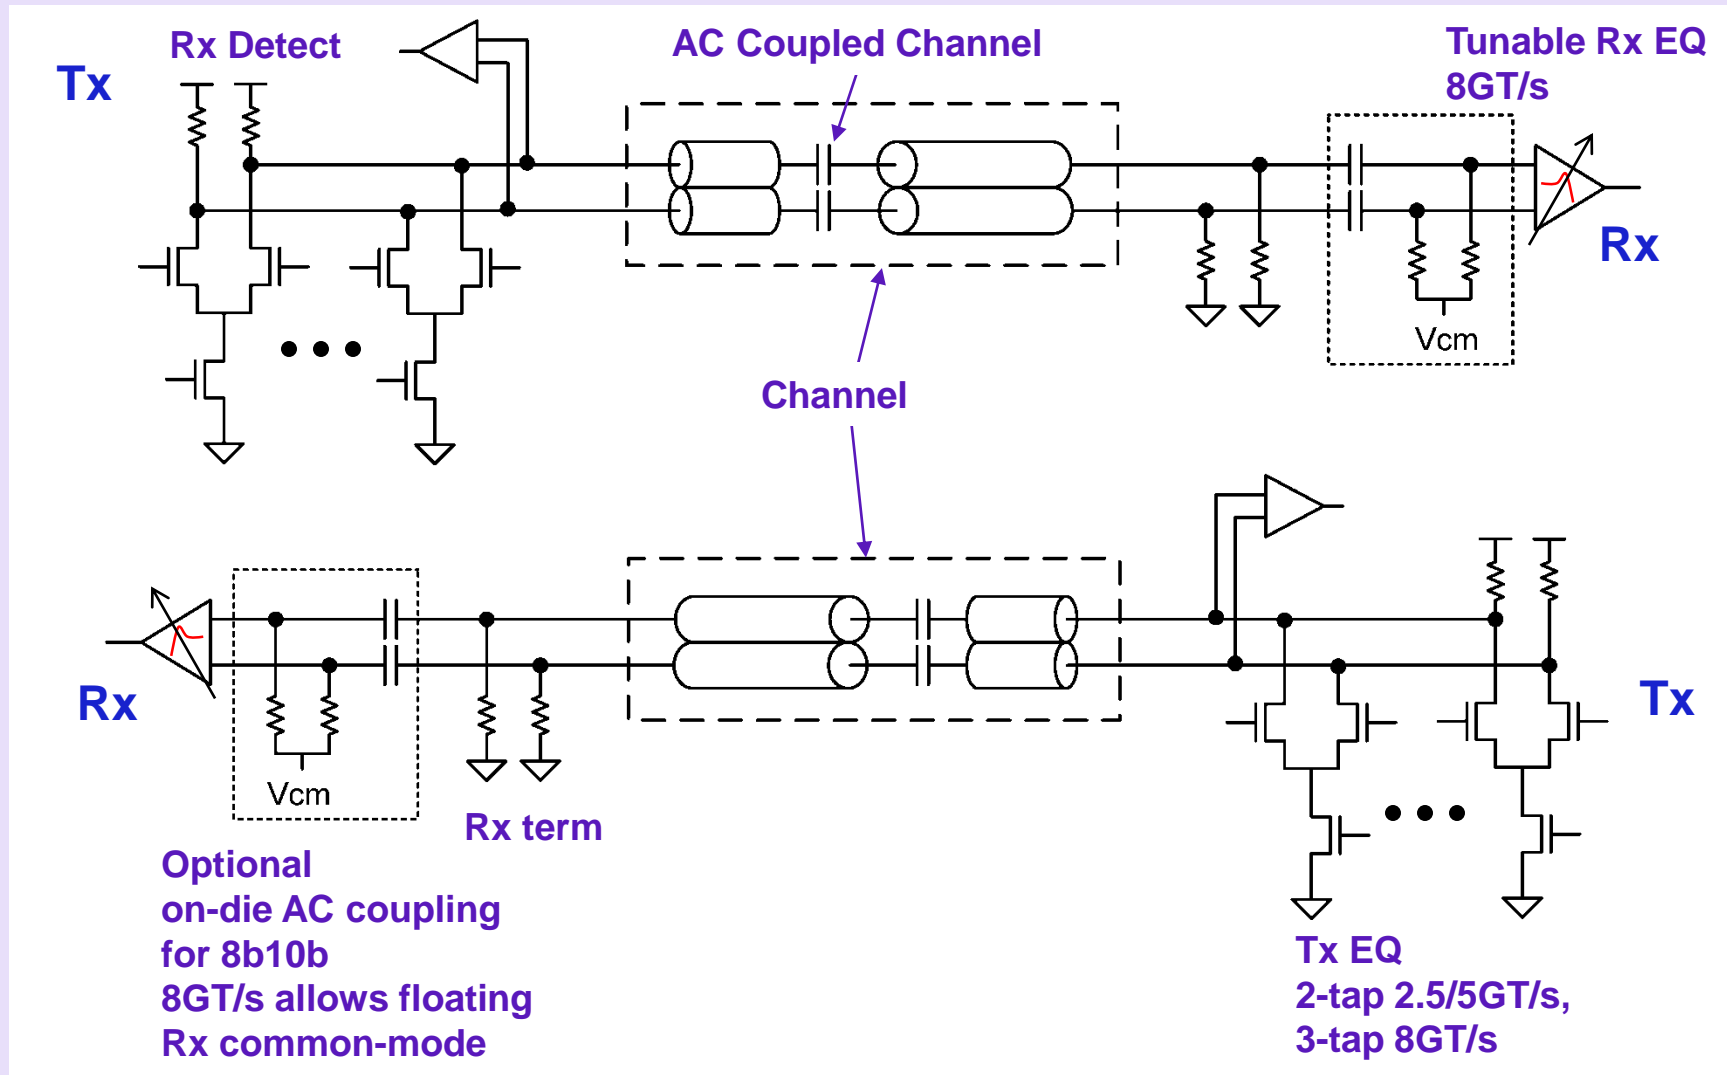 Rx Detect
AC Coupled Channel
Tunable Rx EQ
8GT/s
Tx
Rx
Vcm
Channel
Rx
Tx
Vcm
Rx term
Optional
on-die AC coupling
for 8b10b
8GT/s allows floating
Rx common-mode
Tx EQ
2-tap 2.5/5GT/s,
3-tap 8GT/s